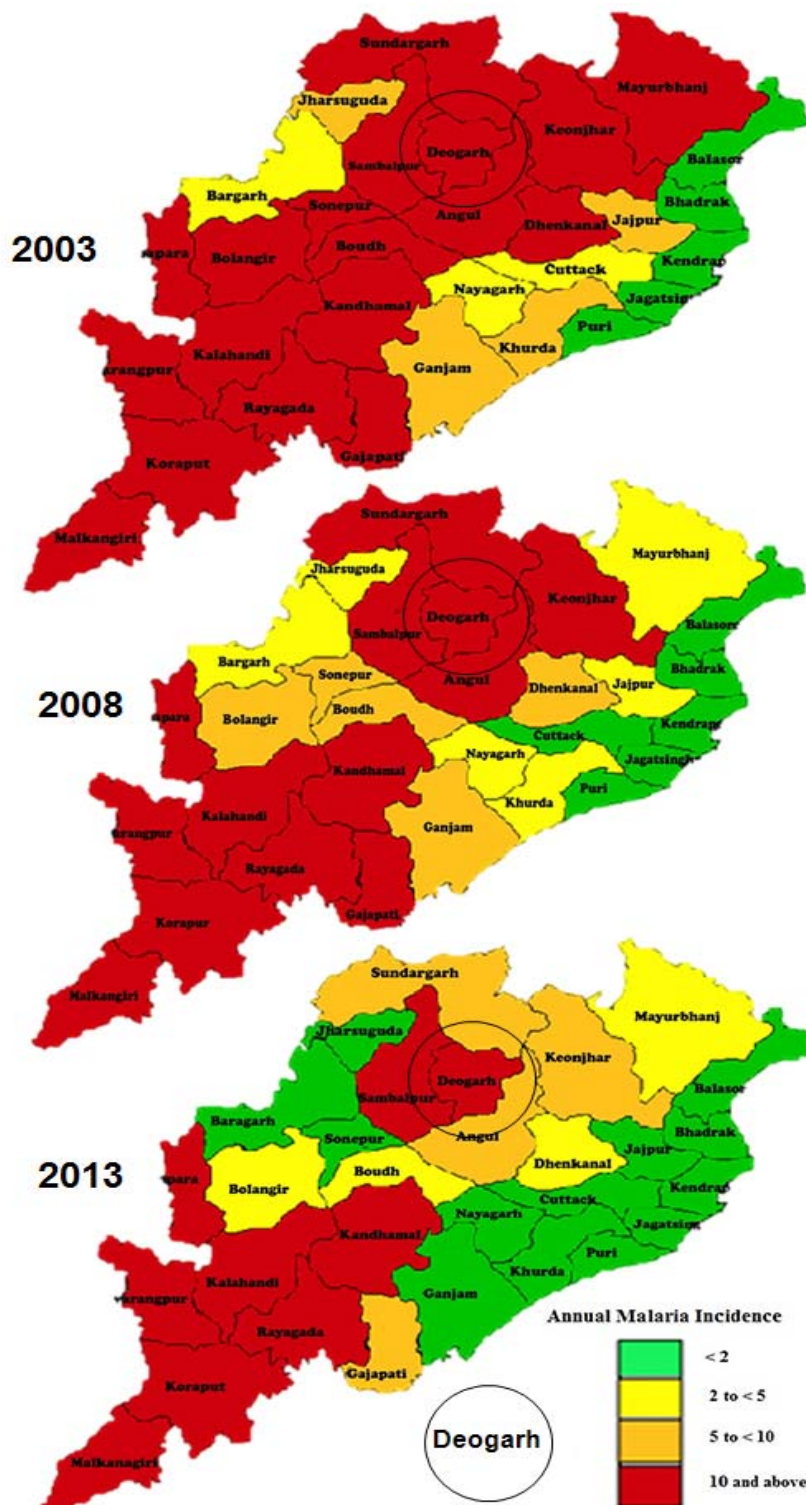 Sundargarh
Mayurbhanj
Jharsuguda
Keonjhar
Deogarh
Balasor
Sambalpur
Bargarh
Bhadrak
Sonepur
Angul
Dhenkanal
Jajpur
2003
Boudh
apara
Bolangir
Cuttack
Kendrap
Nayagarh
Kandhamal
Jagatsin
Puri
Khurda
Kalahandi
arangpur
Ganjam
Rayagada
Koraput
Gajapati
Malkangiri
Sundargarh
Mayurbhanj
Jharsuguda
Keonjhar
Deogarh
Balasore
Sambalpur
Bargarh
Bhadrak
Sonepur
Angul
Dhenkanal
Jajpur
2008
Boudh
Bolangir
Kendrap
Cuttack
Nayagarh
Kandhamal
Jagatsingh
Puri
Khurda
Kalahandi
Ganjam
Rayagada
Korapur
Gajapati
Malkangiri
Sundargarh
Mayurbhanj
Jharsuguda
Keonjhar
Deogarh
Balasor
Sambalpur
Baragarh
Bhadrak
Sonepur
Angul
Jajpur
Dhenkanal
2013
Boudh
Bolangir
Kendrap
Cuttack
Nayagarh
Kandhamal
Jagatsin
Puri
Khurda
Kalahandi
Ganjam
Rayagada
Koraput
Gajapati
Malkanagiri
Annual Malaria Incidence
< 2
2 to < 5
5 to < 10
10 and above
Deogarh